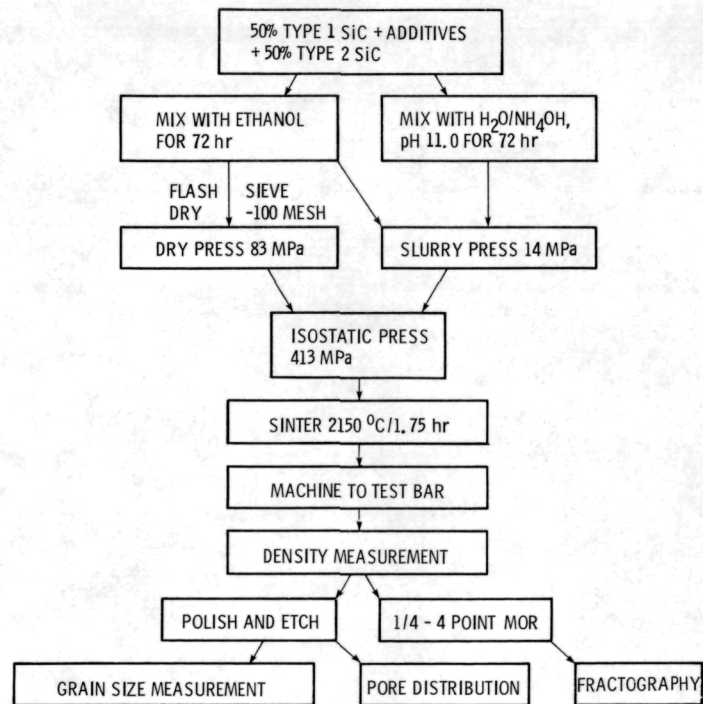 50% TYPE 1 SiC + ADDITIVES
+ 50% TYPE 2 SiC
MIX WITH ETHANOL
FOR 72 hr
MIX WITH H2O/NH4OH,
pH 11.0 FOR 72 hr
FLASH
DRY
SIEVE
-100 MESH
DRY PRESS 83 MPa
SLURRY PRESS 14 MPa
ISOSTATIC PRESS
413 MPa
SINTER 2150 °C/1.75 hr
MACHINE TO TEST BAR
DENSITY MEASUREMENT
POLISH AND ETCH
1/4 - 4 POINT MOR
GRAIN SIZE MEASUREMENT
PORE DISTRIBUTION
FRACTOGRAPHY